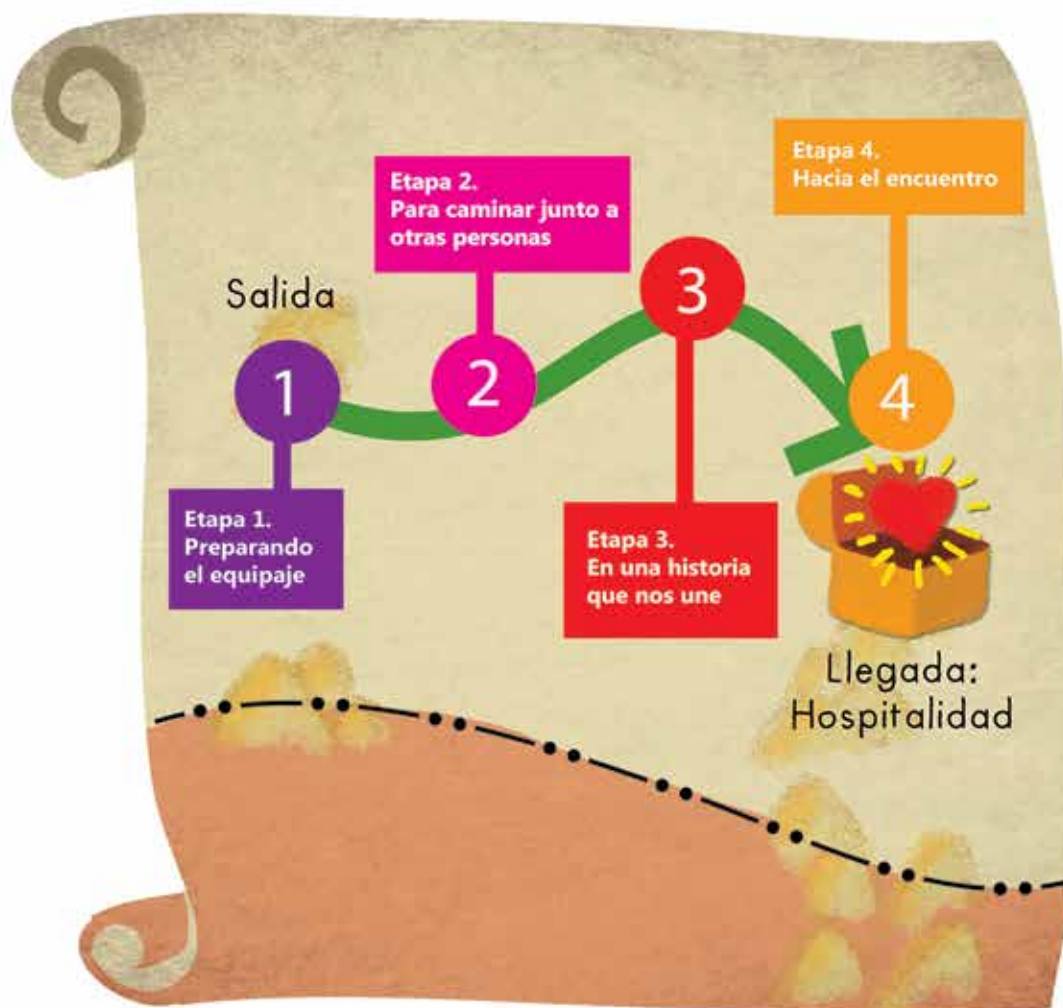 Salida
1
Etapa 1.
Preparando
el equipaje
Etapa 2.
Para caminar junto a
otras personas
2
3
Etapa 3.
En una historia
que nos une
Etapa 4.
Hacia el encuentro
4
Llegada:
Hospitalidad